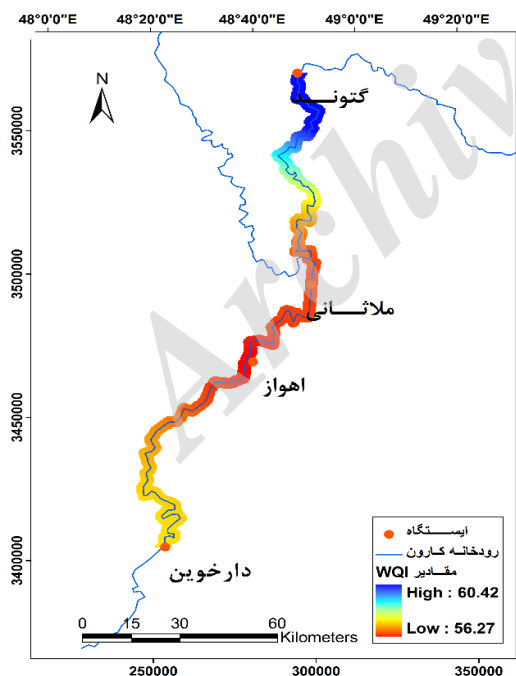 48°0'0"E 48°20'0"E 48°40'0"E 49°0'0"E 49°20'0"E
N
گتوند
3550000
3500000
ملاثانی
اهواز
3450000
3400000
دارخوین
ایستگاه
رودخانه کارون
مقادیر WQI
High : 60.42
Low : 56.27
0 15 30 60
Kilometers
250000 300000 350000
Archiv